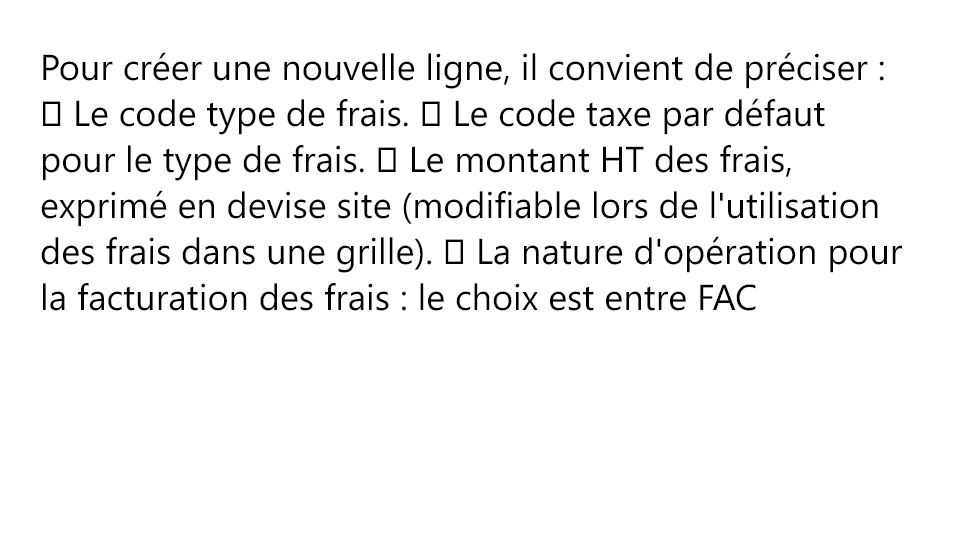 Pour créer une nouvelle ligne, il convient de préciser :
 Le code type de frais.  Le code taxe par défaut
pour le type de frais.  Le montant HT des frais,
exprimé en devise site (modifiable lors de l'utilisation
des frais dans une grille).  La nature d'opération pour
la facturation des frais : le choix est entre FAC